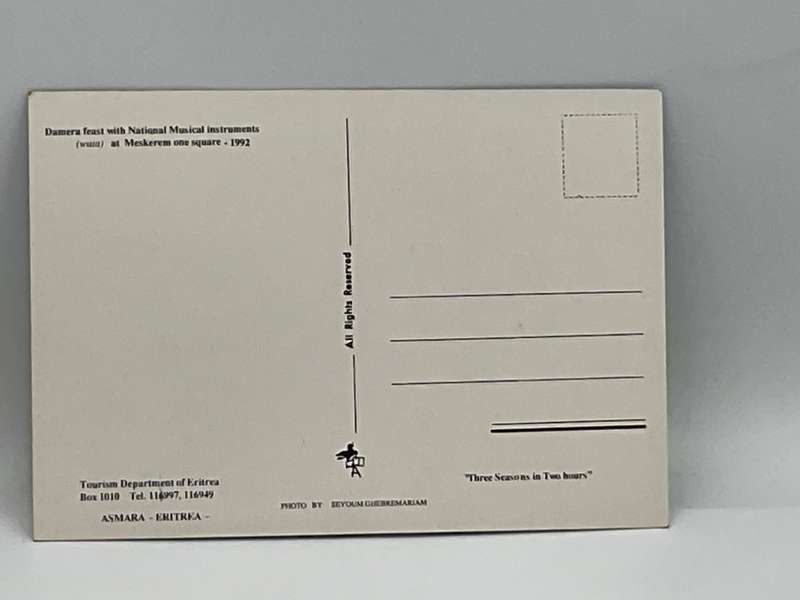 Damera feast with National Musical instruments
(wata) at Meskerem one square - 1992
All Rights Reserved
Tourism Department of Eritrea
Box 1010 Tel. 116997, 116949
ASMARA - ERITREA -
PHOTO BY SEYOUM GHEBREMARIAM
"Three Seasons in Two hours"